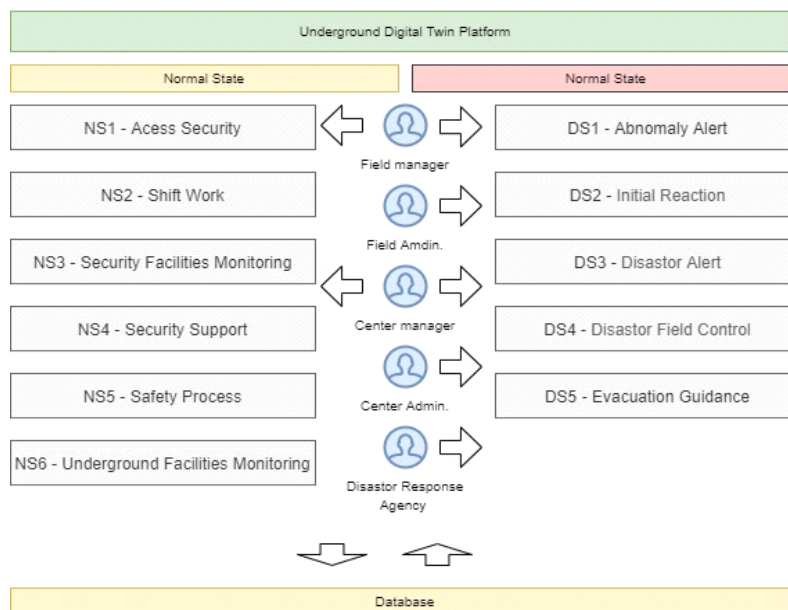 Underground Digital Twin Platform
Normal State
Normal State
NS1 - Acess Security
Field manager
DS1 - Abnomaly Alert
NS2 - Shift Work
Field Amdin.
DS2 - Initial Reaction
NS3 - Security Facilities Monitoring
Center manager
DS3 - Disastor Alert
NS4 - Security Support
Center Admin.
DS4 - Disastor Field Control
NS5 - Safety Process
DS5 - Evacuation Guidance
NS6 - Underground Facilities Monitoring
Disastor Response
Agency
Database